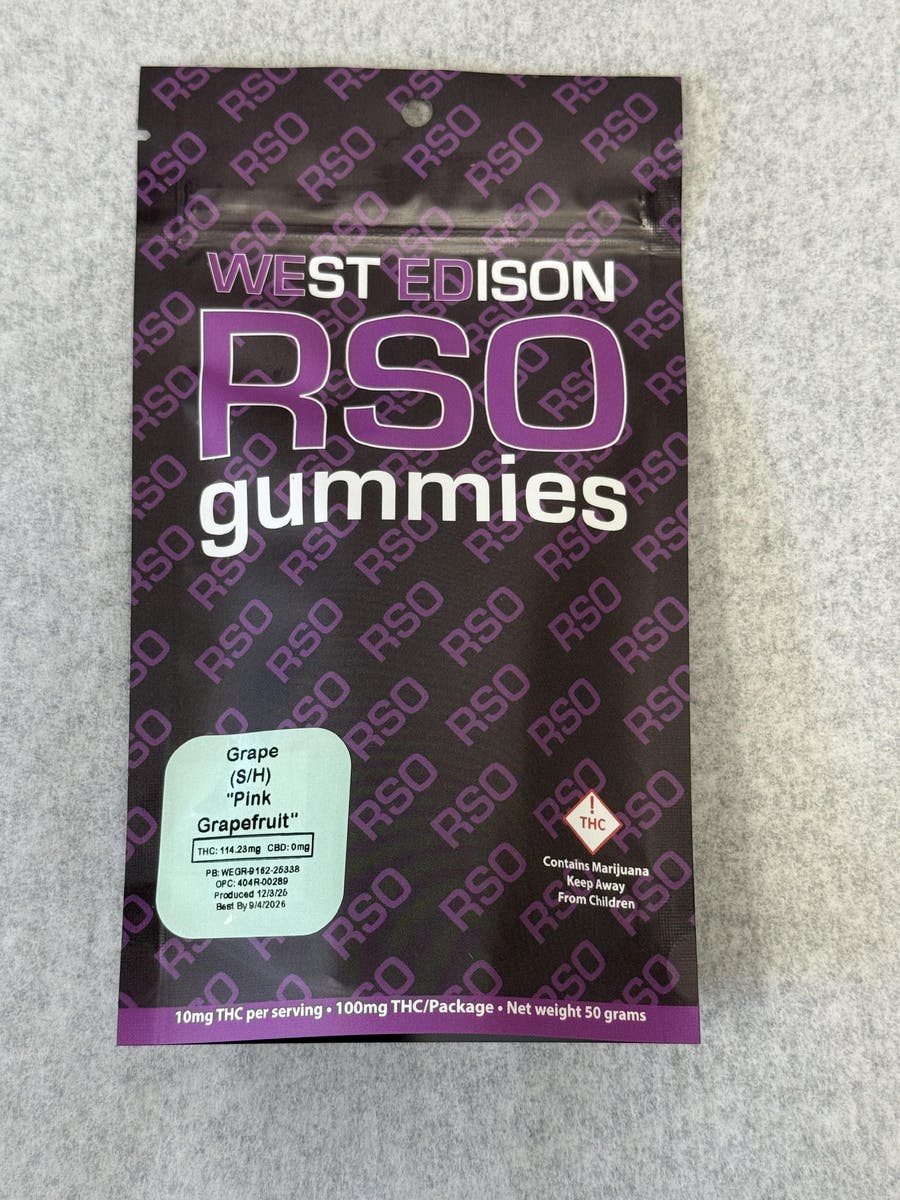 WEST EDISON
RSO
gummies
Grape
(S/H)
"Pink
Grapefruit"
THC: 114.23mg CBD: 0mg
PB: WEGR-9162-25338
OPC: 404R-00289
Produced 12/3/25
Best By 9/4/2026
!
THC
Contains Marijuana
Keep Away
From Children
10mg THC per serving • 100mg THC/Package • Net weight 50 grams